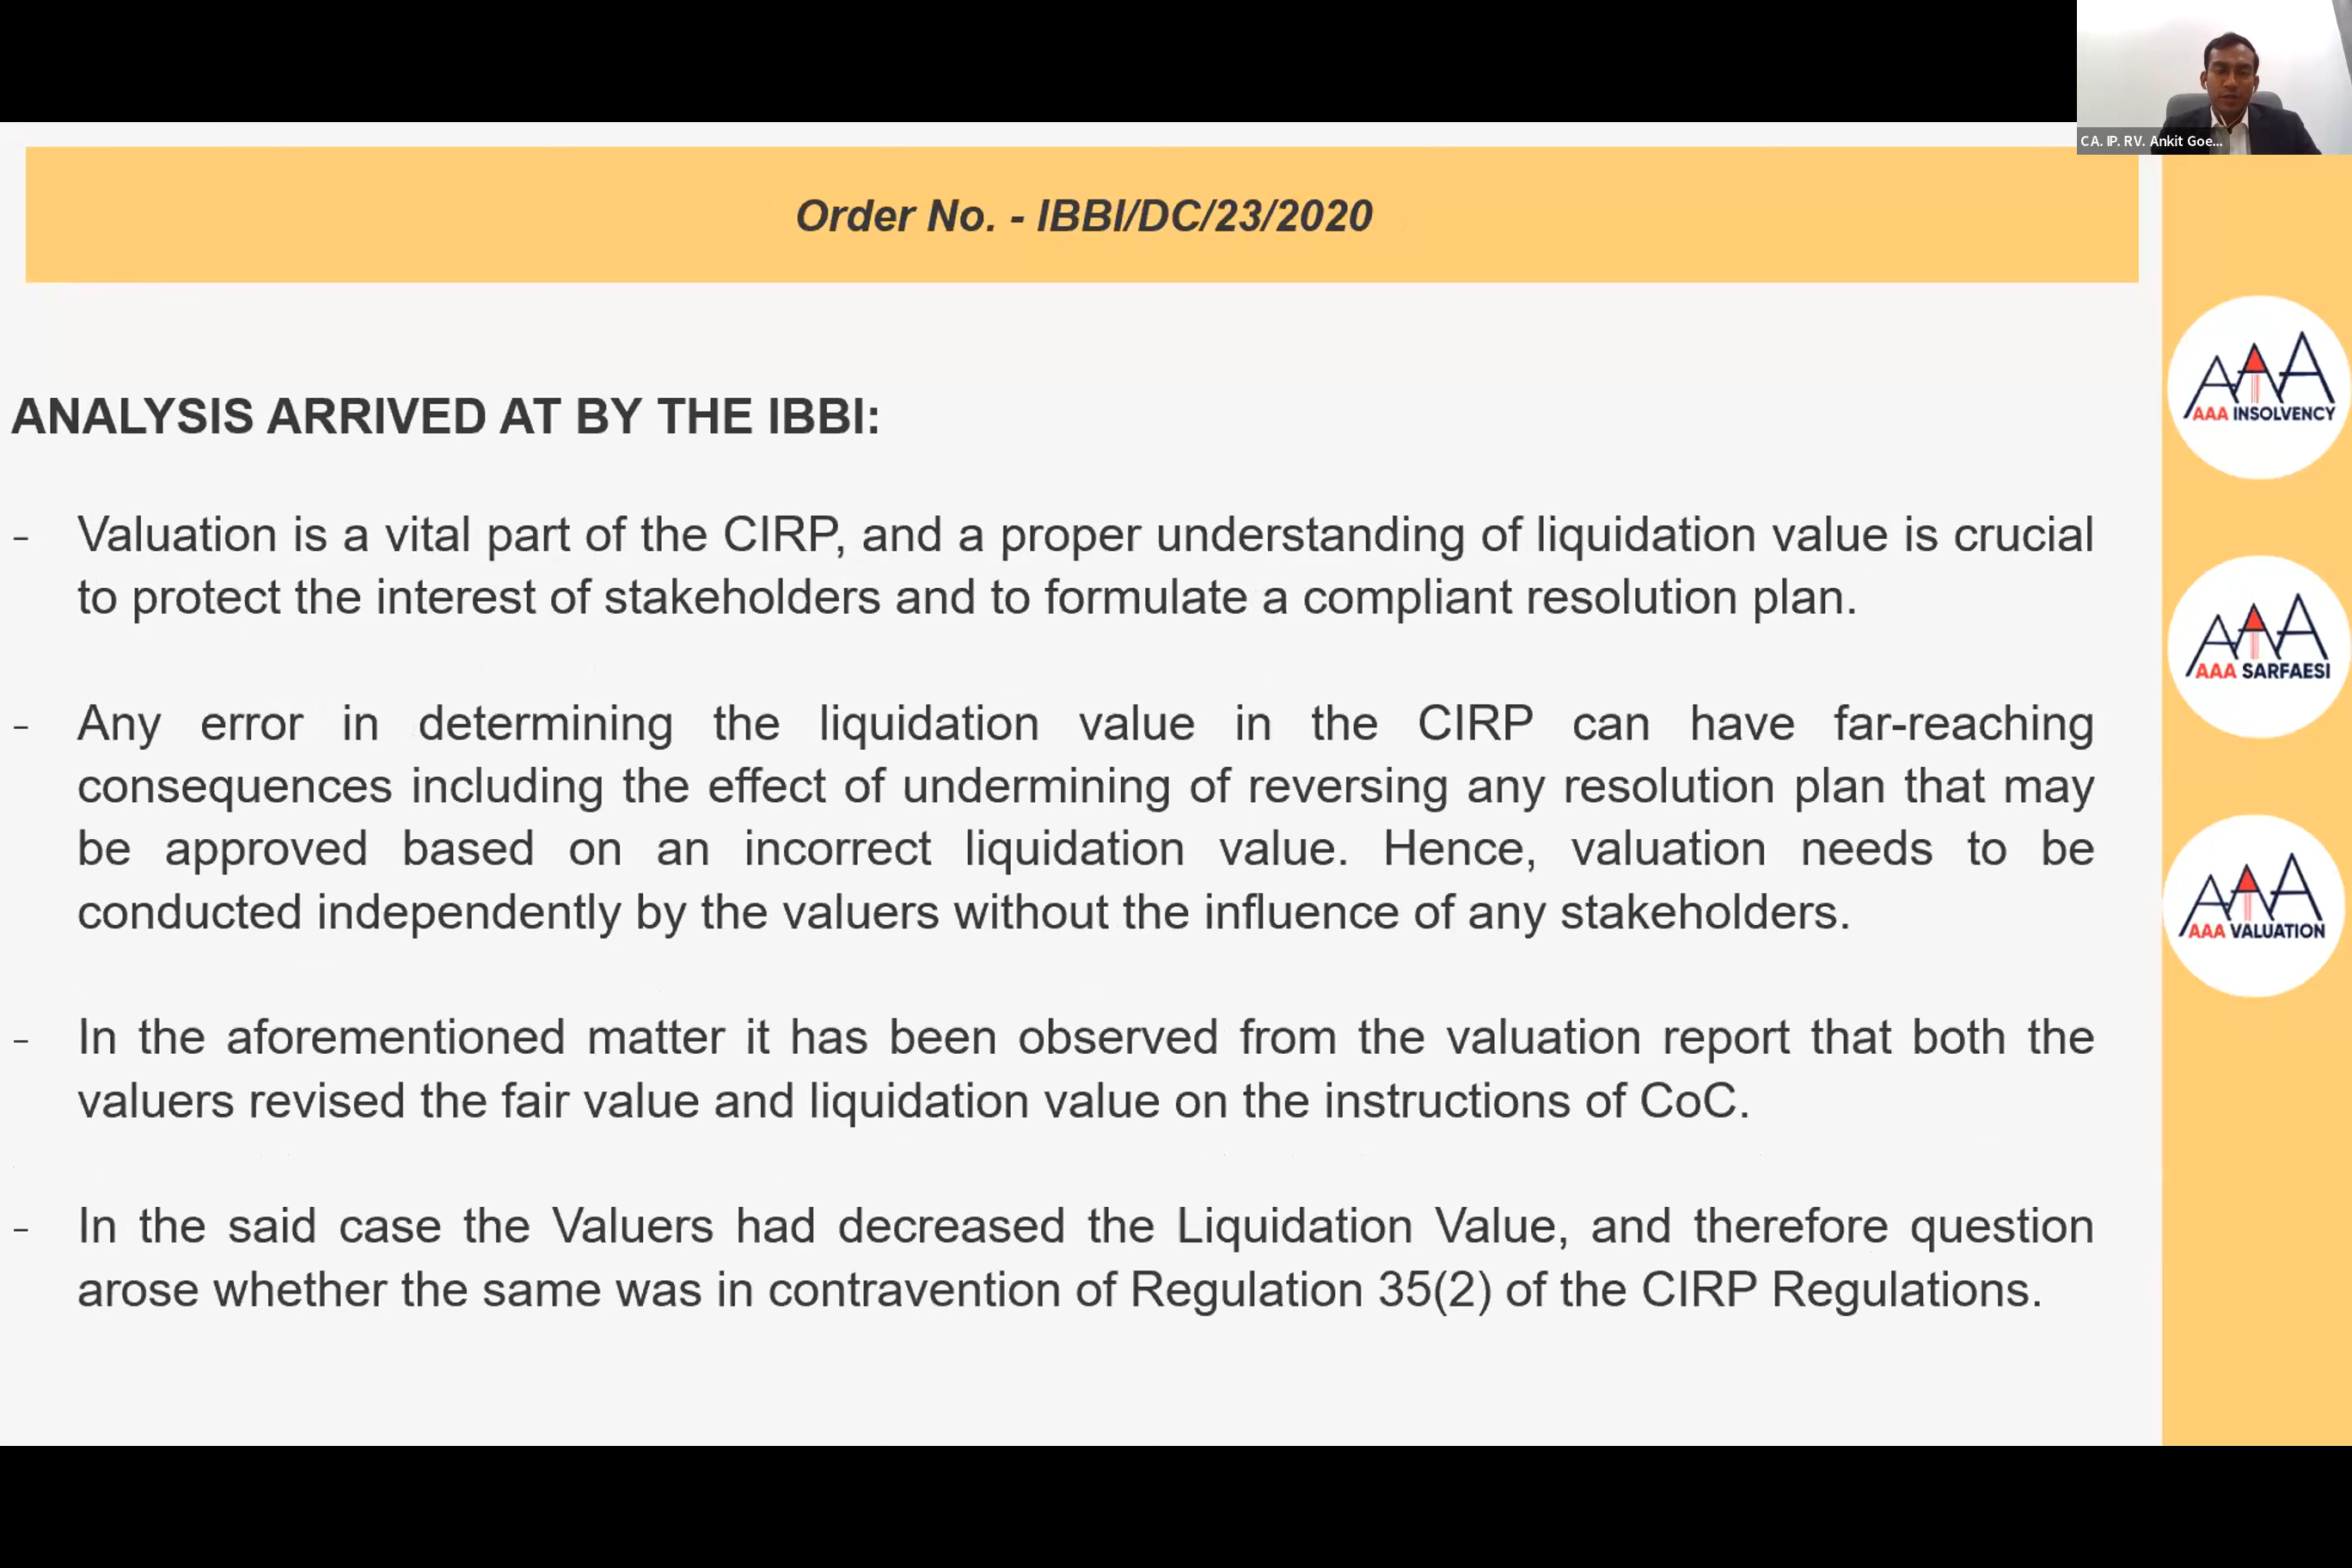 CA. IP. RV. Ankit Goe...
Order No. - IBBI/DC/23/2020
ANALYSIS ARRIVED AT BY THE IBBI:
- Valuation is a vital part of the CIRP, and a proper understanding of liquidation value is crucial
to protect the interest of stakeholders and to formulate a compliant resolution plan.
- Any error in determining the liquidation value in the CIRP can have far-reaching
consequences including the effect of undermining of reversing any resolution plan that may
be approved based on an incorrect liquidation value. Hence, valuation needs to be
conducted independently by the valuers without the influence of any stakeholders.
- In the aforementioned matter it has been observed from the valuation report that both the
valuers revised the fair value and liquidation value on the instructions of CoC.
- In the said case the Valuers had decreased the Liquidation Value, and therefore question
arose whether the same was in contravention of Regulation 35(2) of the CIRP Regulations.
AAA
AAA INSOLVENCY
AAA
AAA SARFAESI
AAA
AAA VALUATION